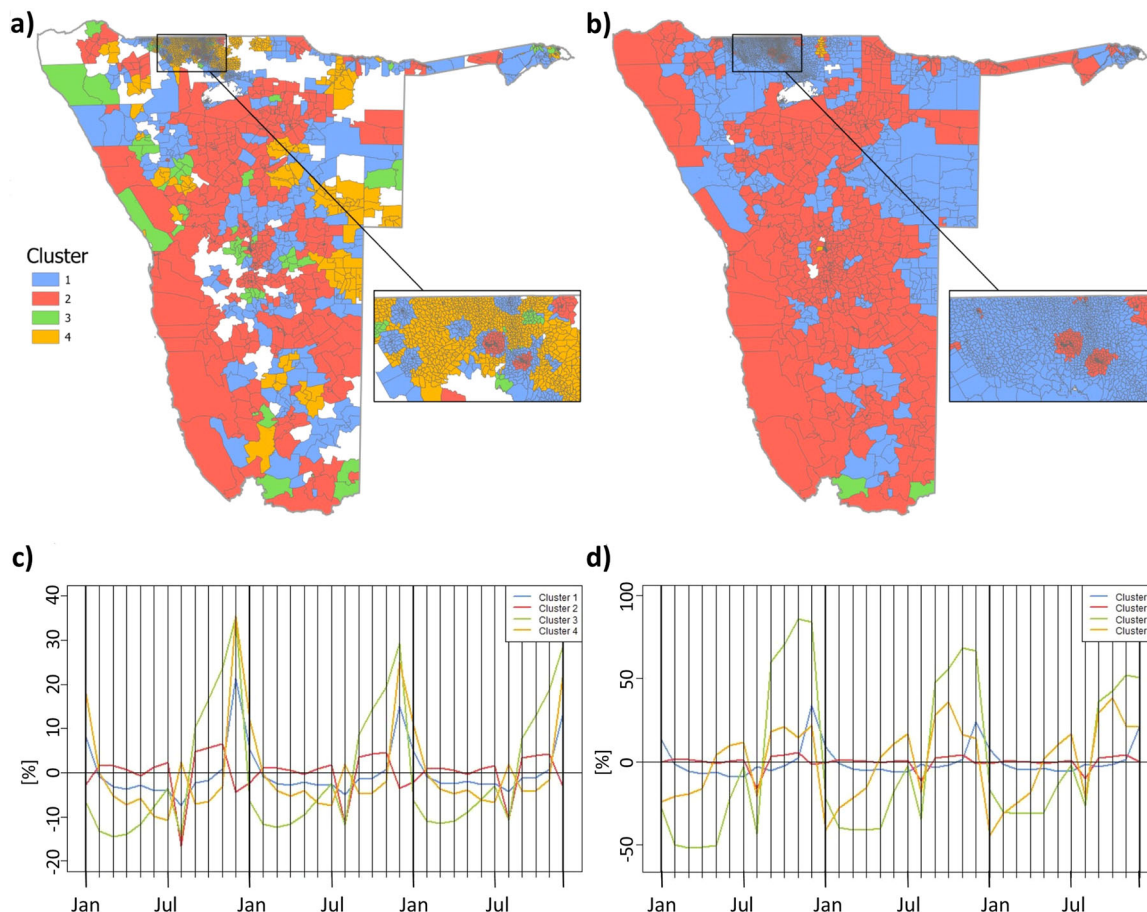 a)
b)
Cluster
1
2
3
4
c)
d)
[%]
40
30
20
10
0
-10
-20
Cluster 1
Cluster 2
Cluster 3
Cluster 4
Jan Jul Jan Jul Jan Jul
[%]
100
50
0
-50
Cluster
Cluster
Cluster
Cluster
Jan Jul Jan Jul Jan Jul